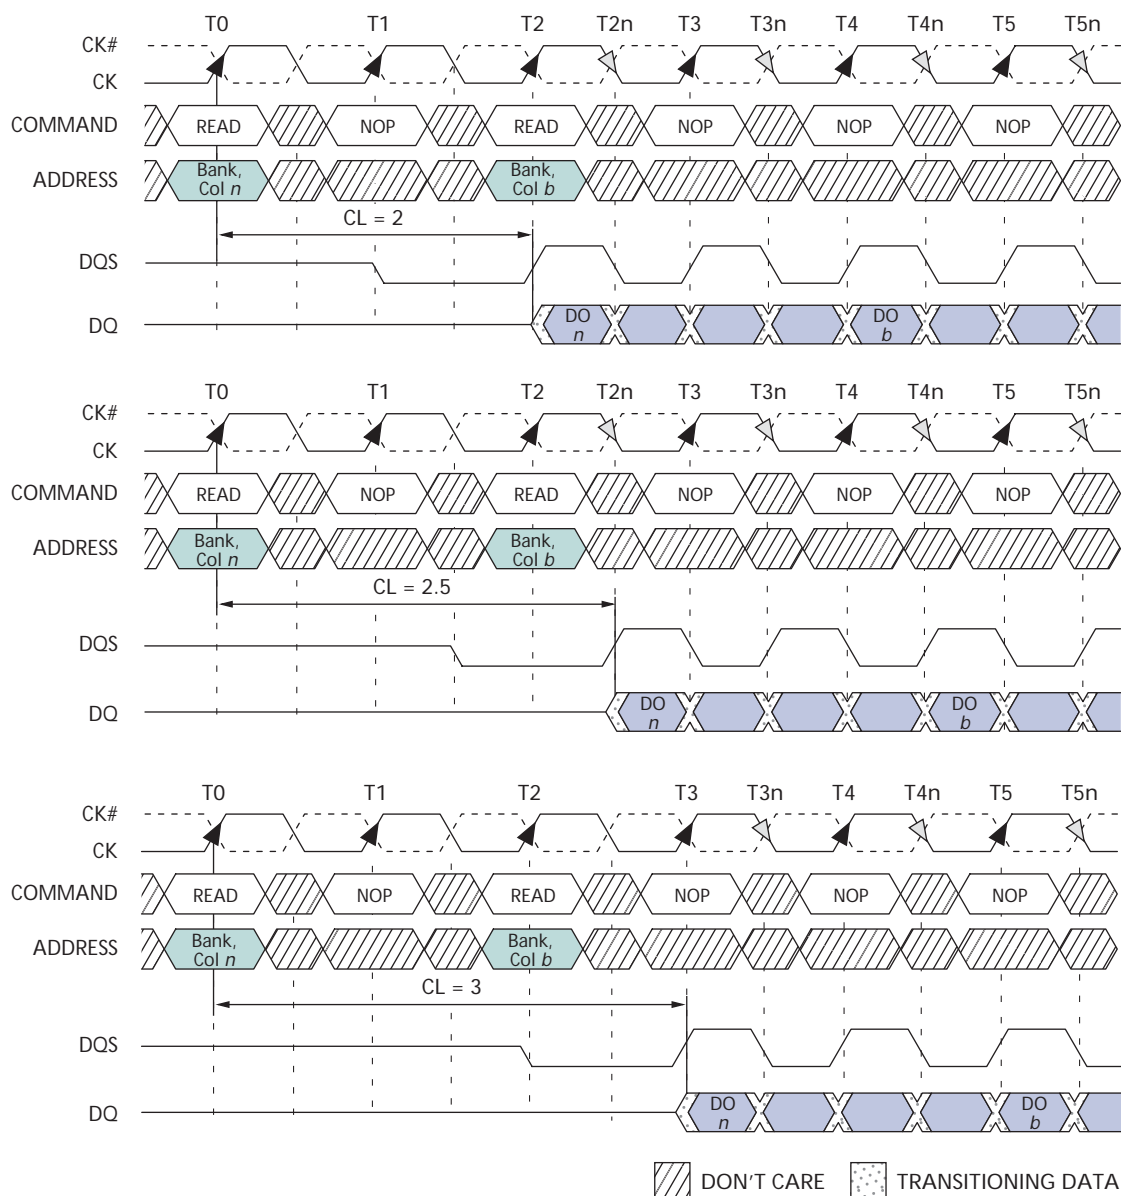 T0 T1 T2 T2n T3 T3n T4 T4n T5 T5n
CK#
CK
COMMAND READ NOP READ NOP NOP NOP
ADDRESS Bank, Col n Bank, Col b
CL = 2
DQS
DQ DO n DO b
T0 T1 T2 T2n T3 T3n T4 T4n T5 T5n
CK#
CK
COMMAND READ NOP READ NOP NOP NOP
ADDRESS Bank, Col n Bank, Col b
CL = 2.5
DQS
DQ DO n DO b
T0 T1 T2 T3 T3n T4 T4n T5 T5n
CK#
CK
COMMAND READ NOP READ NOP NOP NOP
ADDRESS Bank, Col n Bank, Col b
CL = 3
DQS
DQ DO n DO b
DON'T CARE TRANSITIONING DATA